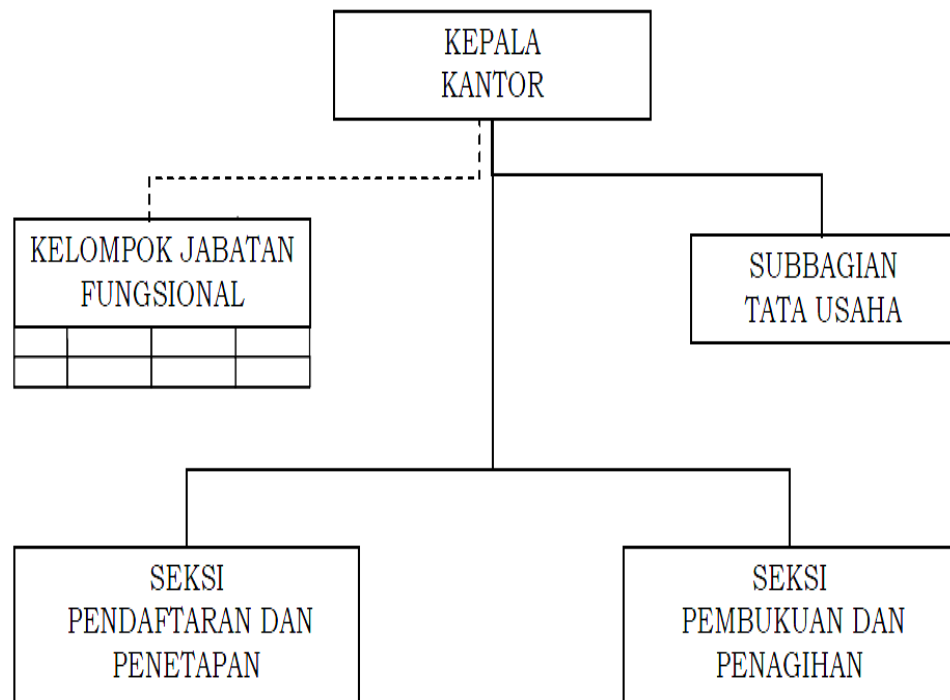 KEPALA
KANTOR
KELOMPOK JABATAN
FUNGSIONAL
SUBBAGIAN
TATA USAHA
SEKSI
PENDAFTARAN DAN
PENETAPAN
SEKSI
PEMBUKUAN DAN
PENAGIHAN